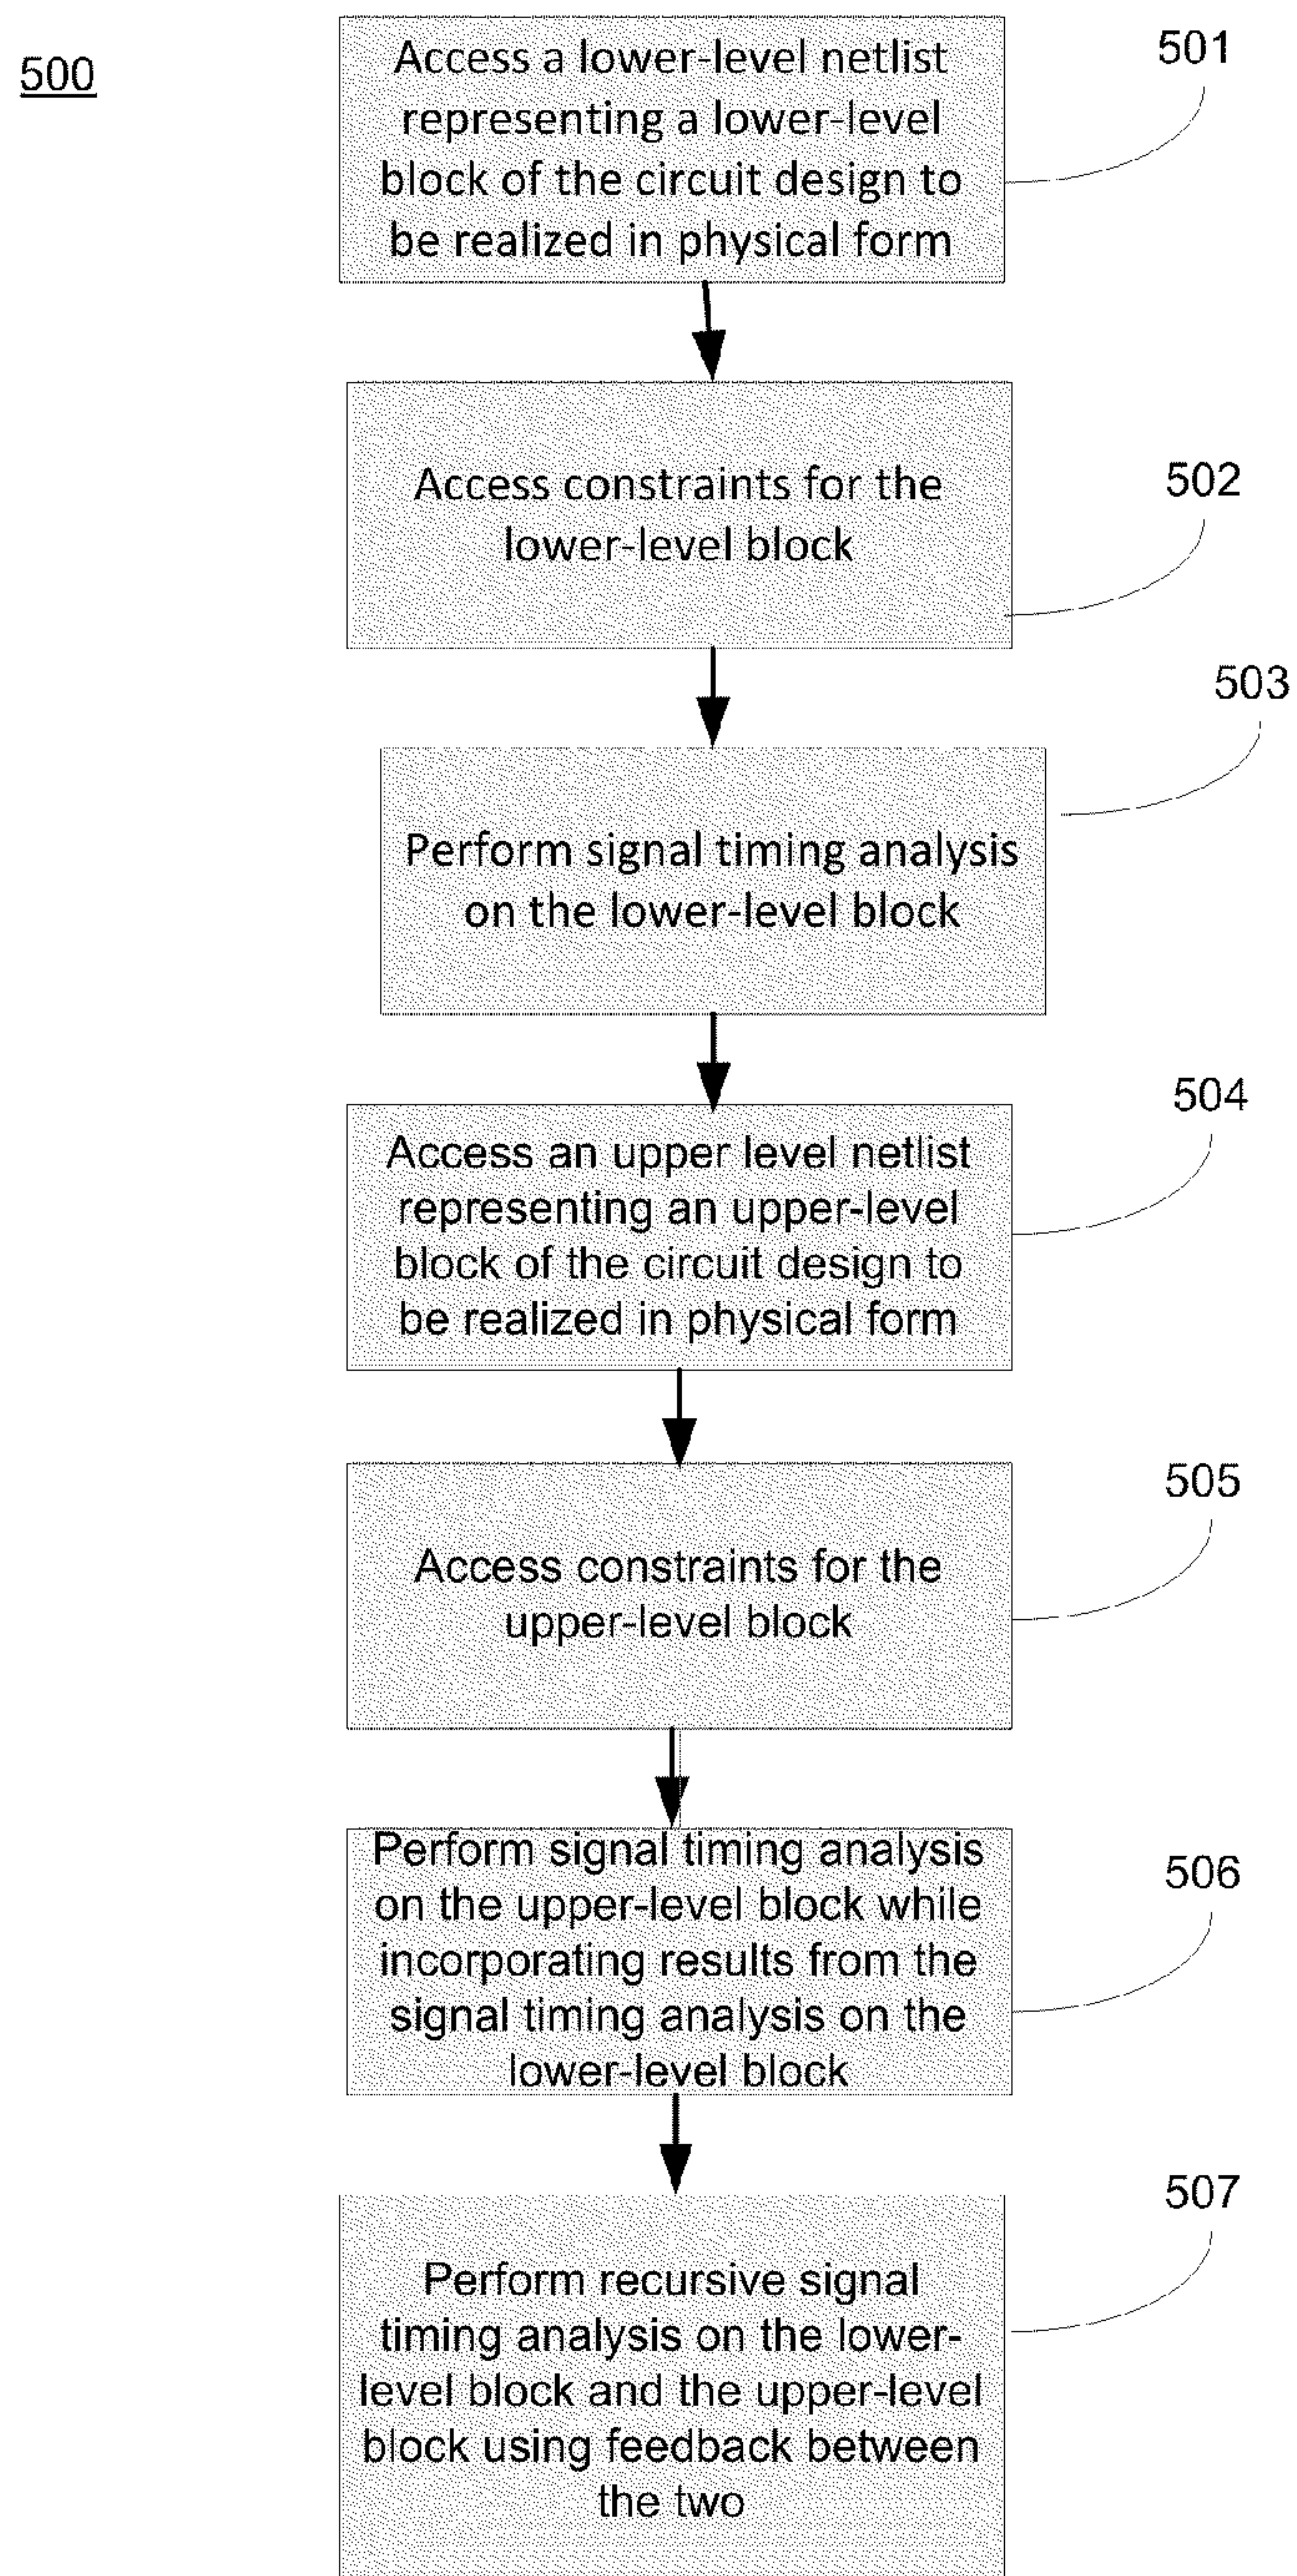 500
Access a lower-level netlist
representing a lower-level
block of the circuit design to
be realized in physical form
501
Access constraints for the
lower-level block
502
Perform signal timing analysis
on the lower-level block
503
Access an upper level netlist
representing an upper-level
block of the circuit design to
be realized in physical form
504
Access constraints for the
upper-level block
505
Perform signal timing analysis
on the upper-level block while
incorporating results from the
signal timing analysis on the
lower-level block
506
Perform recursive signal
timing analysis on the lower-
level block and the upper-level
block using feedback between
the two
507